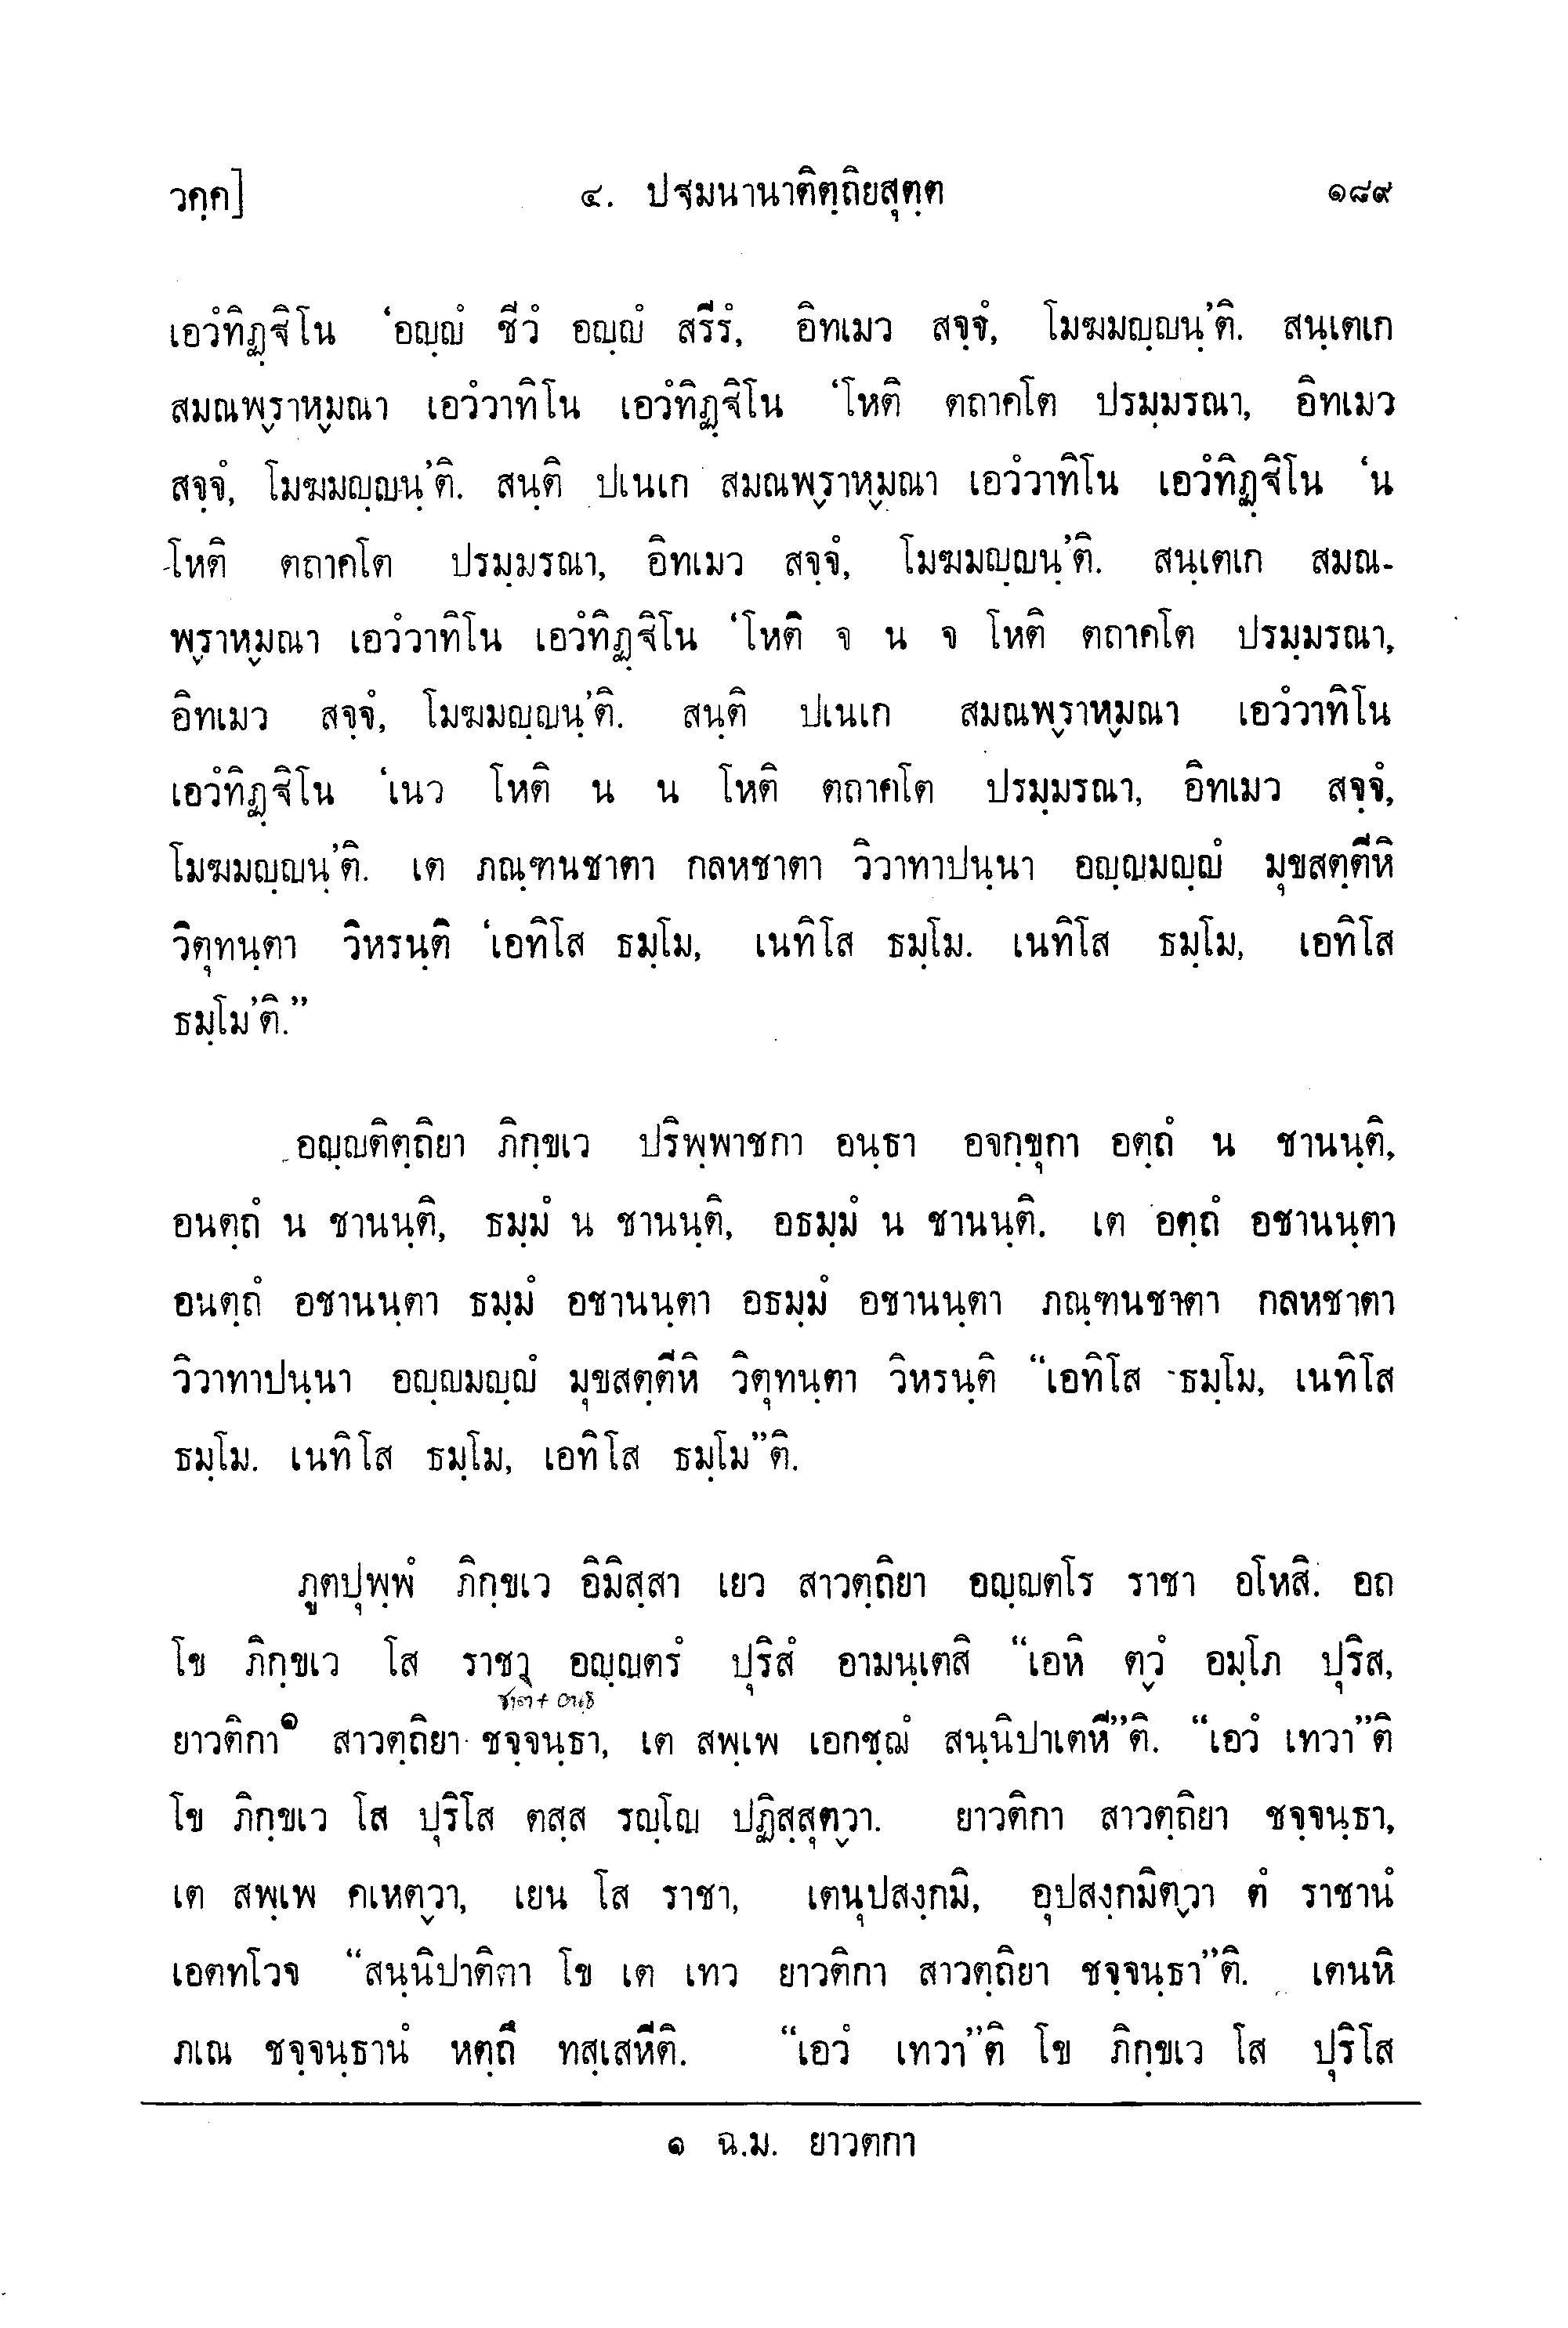 วคฺค] ๔. ปฐมนานาติตฺถิยสุตฺต ๑๘๙
เอวํทิฏฺฐิโน ‘อญฺญํ ชีวํ อญฺญํ สรีรํ, อิทเมว สจฺจํ, โมฆมญฺญนฺ’ติ. สนฺเตเก
สมณพฺราหฺมณา เอวํวาทิโน เอวํทิฏฺฐิโน ‘โหติ ตถาคโต ปรมฺมรณา, อิทเมว
สจฺจํ, โมฆมญฺญนฺ’ติ. สนฺติ ปเนเก สมณพฺราหฺมณา เอวํวาทิโน เอวํทิฏฺฐิโน ‘น
โหติ ตถาคโต ปรมฺมรณา, อิทเมว สจฺจํ, โมฆมญฺญนฺ’ติ. สนฺเตเก สมณ-
พฺราหฺมณา เอวํวาทิโน เอวํทิฏฺฐิโน ‘โหติ จ น จ โหติ ตถาคโต ปรมฺมรณา,
อิทเมว สจฺจํ, โมฆมญฺญนฺ’ติ. สนฺติ ปเนเก สมณพฺราหฺมณา เอวํวาทิโน
เอวํทิฏฺฐิโน ‘เนว โหติ น น โหติ ตถาคโต ปรมฺมรณา, อิทเมว สจฺจํ,
โมฆมญฺญนฺ’ติ. เต ภณฺฑนชาตา กลหชาตา วิวาทาปนฺนา อญฺญมญฺญํ มุขสตฺตีหิ
วิตุทนฺตา วิหรนฺติ ‘เอทิโส ธมฺโม, เนทิโส ธมฺโม. เนทิโส ธมฺโม, เอทิโส
ธมฺโม’ติ.”
อญฺญติตฺถิยา ภิกฺขเว ปริพฺพาชกา อนฺธา อจกฺขุกา อตฺถํ น ชานนฺติ,
อนตฺถํ น ชานนฺติ, ธมฺมํ น ชานนฺติ, อธมฺมํ น ชานนฺติ. เต อตฺถํ อชานนฺตา
อนตฺถํ อชานนฺตา ธมฺมํ อชานนฺตา อธมฺมํ อชานนฺตา ภณฺฑนชาตา กลหชาตา
วิวาทาปนฺนา อญฺญมญฺญํ มุขสตฺตีหิ วิตุทนฺตา วิหรนฺติ “เอทิโส ธมฺโม, เนทิโส
ธมฺโม. เนทิโส ธมฺโม, เอทิโส ธมฺโม”ติ.
ภูตปุพฺพํ ภิกฺขเว อิมิสฺสา เยว สาวตฺถิยา อญฺญตโร ราชา อโหสิ. อถ
โข ภิกฺขเว โส ราชา อญฺญตรํ ปุริสํ อามนฺเตสิ “เอหิ ตฺวํ อมฺโภ ปุริส,
ชาต + อนฺธ
ยาวติกา๑ สาวตฺถิยา ชจฺจนฺธา, เต สพฺเพ เอกชฺฌํ สนฺนิปาเตหี”ติ. “เอวํ เทวา”ติ
โข ภิกฺขเว โส ปุริโส ตสฺส รญฺโญ ปฏิสฺสุตฺวา. ยาวติกา สาวตฺถิยา ชจฺจนฺธา,
เต สพฺเพ คเหตฺวา, เยน โส ราชา, เตนุปสงฺกมิ, อุปสงฺกมิตฺวา ตํ ราชานํ
เอตทโวจ “สนฺนิปาติตา โข เต เทว ยาวติกา สาวตฺถิยา ชจฺจนฺธา”ติ. เตนหิ
ภเณ ชจฺจนฺธานํ หตฺถึ ทสฺเสหีติ. “เอวํ เทวา”ติ โข ภิกฺขเว โส ปุริโส
๑ ฉ.ม. ยาวตกา